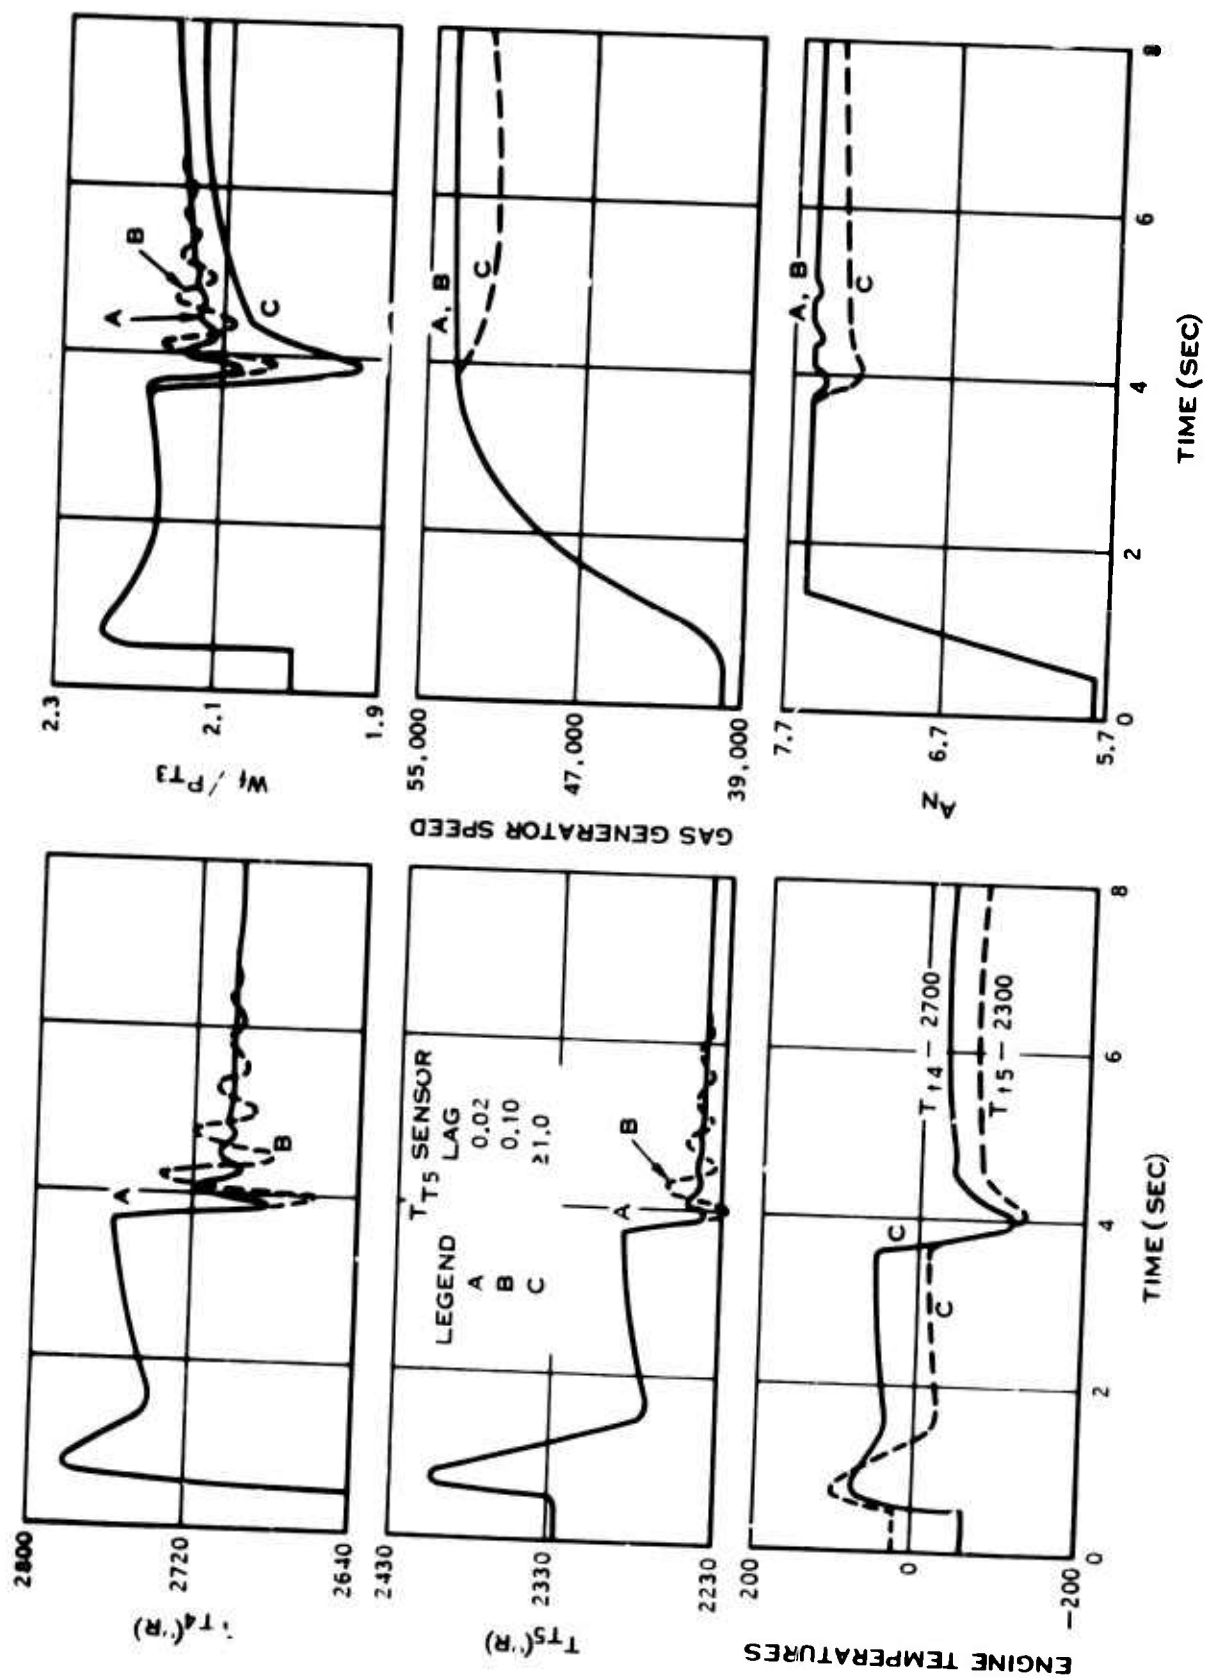 2800
2720
2640
T4(°R)
A
B
2430
2330
2230
TT5(°R)
LEGEND TT5 SENSOR LAG
A 0.02
B 0.10
C ≥1.0
A
B
200
0
-200
ENGINE TEMPERATURES
C
C
Tt4 - 2700
Tt5 - 2300
0
2
4
6
8
TIME (SEC)
2.3
2.1
1.9
Wf / PT3
A
B
C
55,000
47,000
39,000
GAS GENERATOR SPEED
A, B
C
7.7
6.7
5.7
AN
A, B
C
0
2
4
6
8
TIME (SEC)